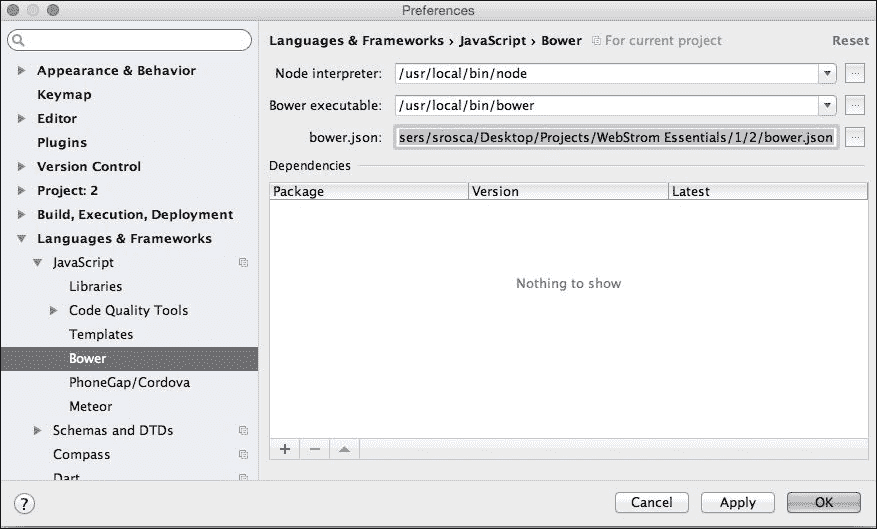 Preferences
Languages & Frameworks › JavaScript › Bower For current project Reset
Appearance & Behavior
Keymap
Editor
Plugins
Version Control
Project: 2
Build, Execution, Deployment
Languages & Frameworks
JavaScript
Libraries
Code Quality Tools
Templates
Bower
PhoneGap/Cordova
Meteor
Schemas and DTDs
Compass
Dart
Node interpreter: /usr/local/bin/node
Bower executable: /usr/local/bin/bower
bower.json: sers/srosca/Desktop/Projects/WebStrom Essentials/1/2/bower.json
Dependencies
Package Version Latest
Nothing to show
? Cancel Apply OK